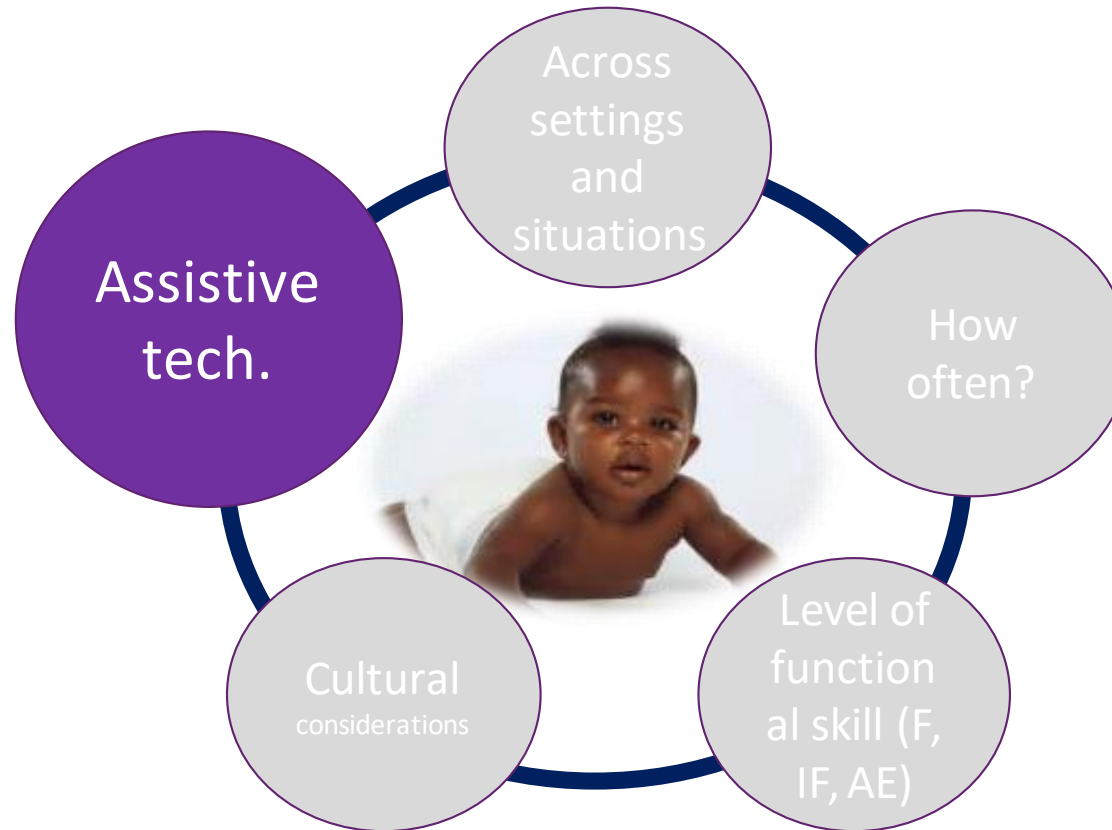 Across
settings
and
situations
Assistive
tech.
How
often?
Level of
function
al skill (F,
IF, AE)
Cultural
considerations